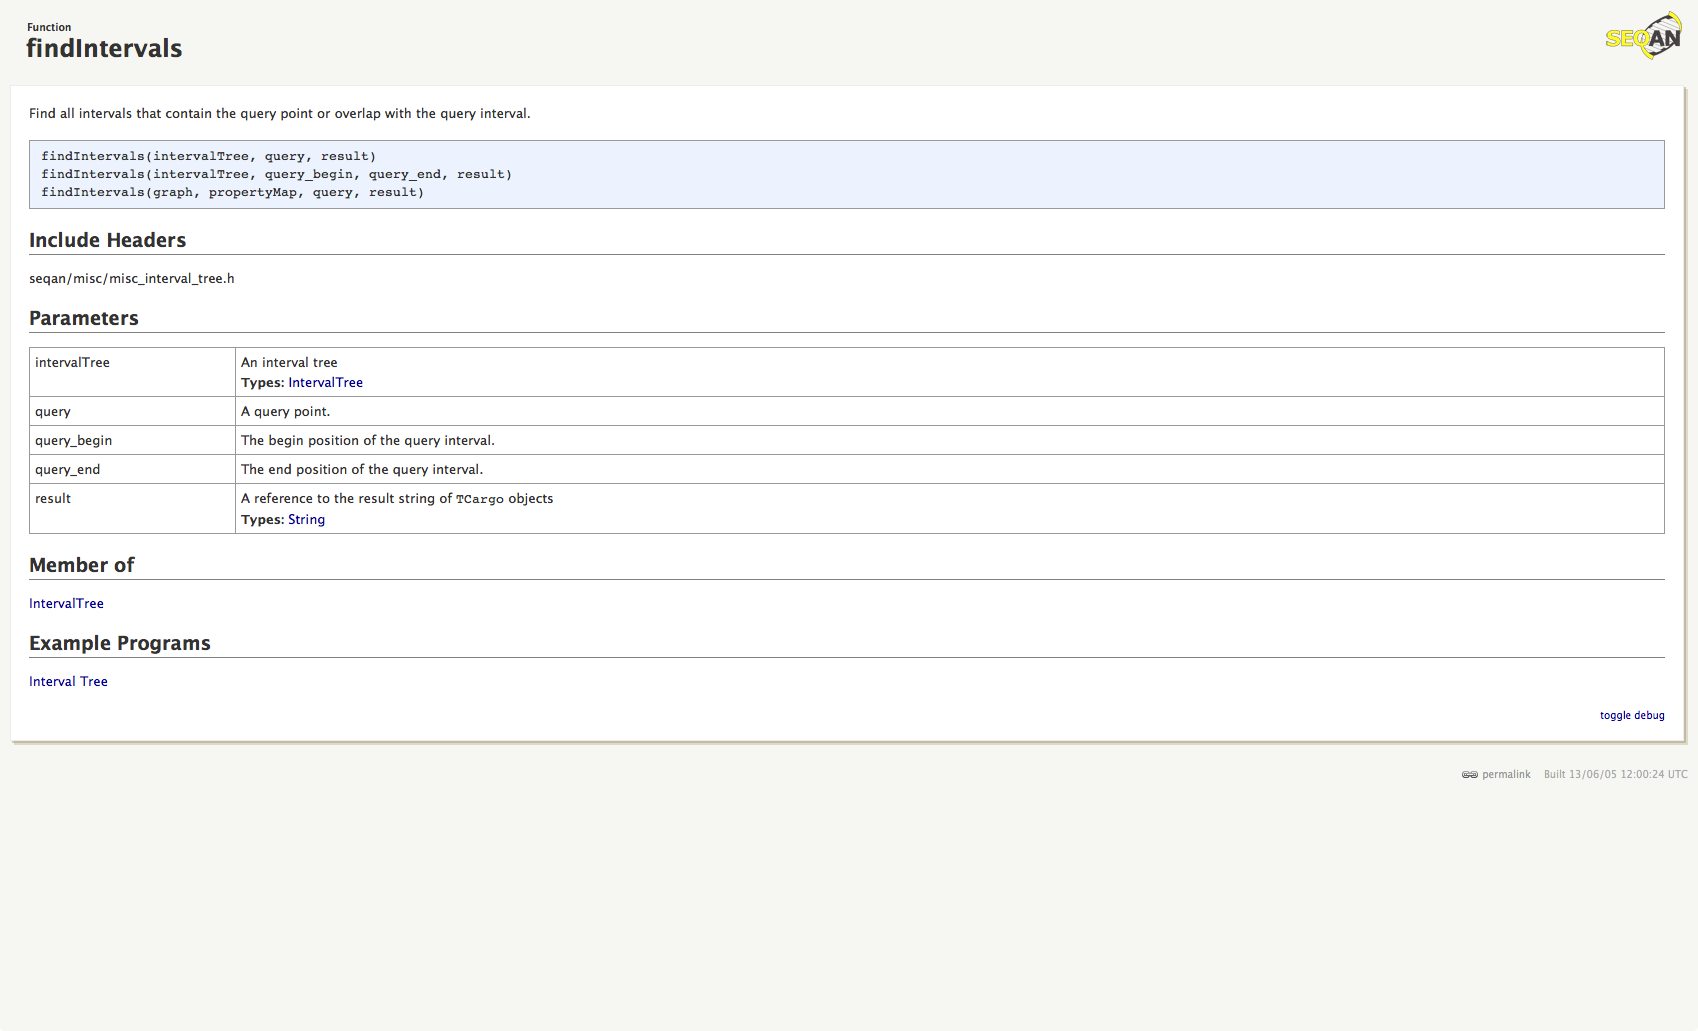 Function
findIntervals
SEQAN
Find all intervals that contain the query point or overlap with the query interval.
findIntervals(intervalTree, query, result)
findIntervals(intervalTree, query_begin, query_end, result)
findIntervals(graph, propertyMap, query, result)
Include Headers
seqan/misc/misc_interval_tree.h
Parameters
intervalTree An interval tree
Types: IntervalTree
query A query point.
query_begin The begin position of the query interval.
query_end The end position of the query interval.
result A reference to the result string of TCargo objects
Types: String
Member of
IntervalTree
Example Programs
Interval Tree
toggle debug
permalink Built 13/06/05 12:00:24 UTC